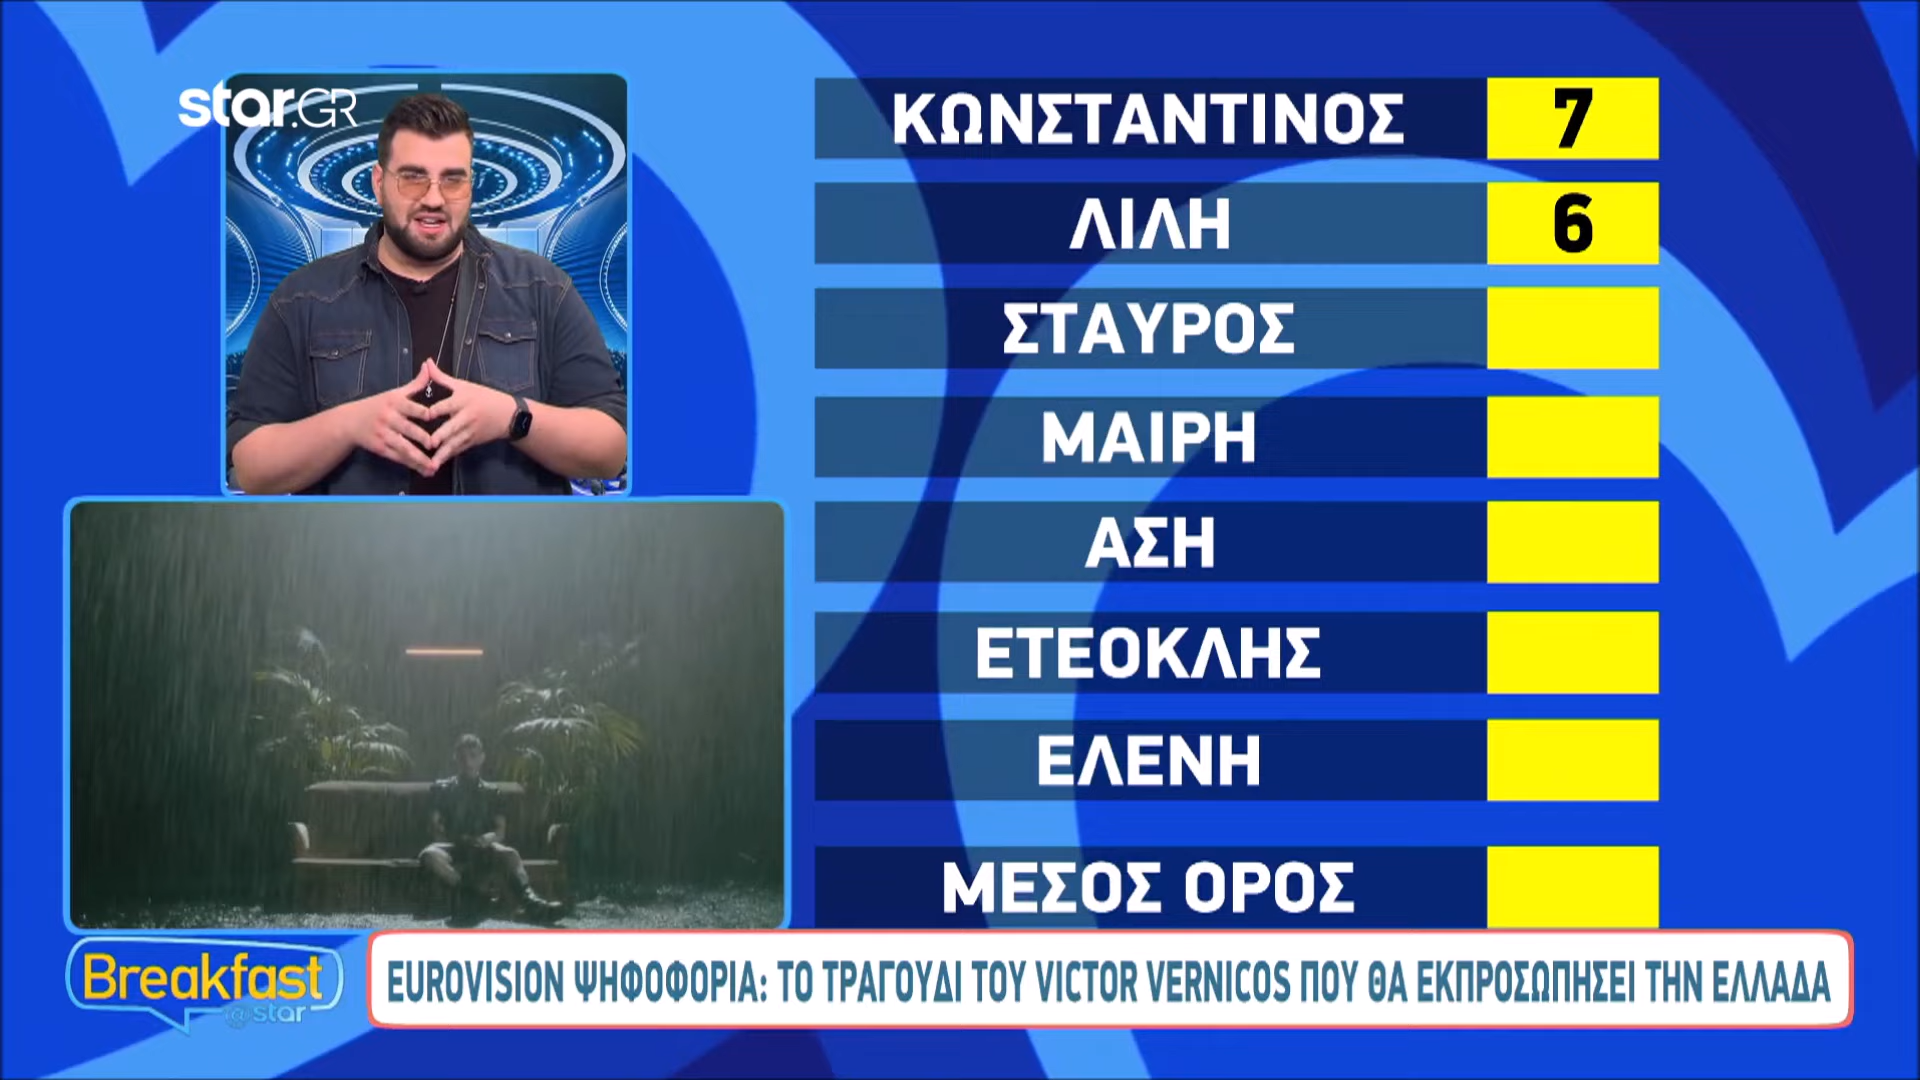 star.GR
ΚΩΝΣΤΑΝΤΙΝΟΣ 7
ΛΙΛΗ 6
ΣΤΑΥΡΟΣ
ΜΑΙΡΗ
ΑΣΗ
ΕΤΕΟΚΛΗΣ
ΕΛΕΝΗ
ΜΕΣΟΣ ΟΡΟΣ
Breakfast
@star
EUROVISION ΨΗΦΟΦΟΡΙΑ: ΤΟ ΤΡΑΓΟΥΔΙ ΤΟΥ VICTOR VERNICOS ΠΟΥ ΘΑ ΕΚΠΡΟΣΩΠΗΣΕΙ ΤΗΝ ΕΛΛΑΔΑ